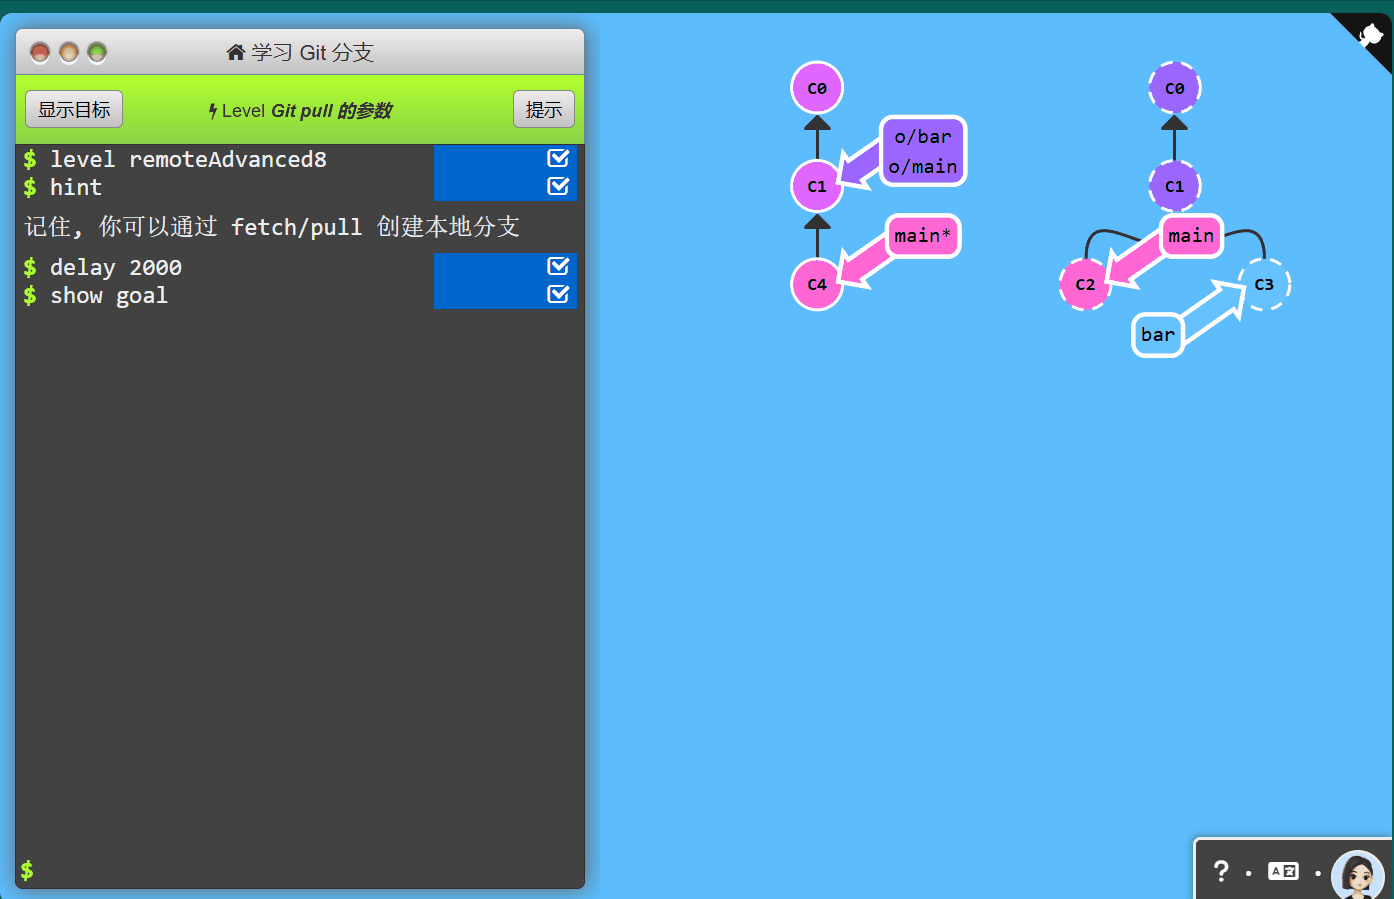 学习 Git 分支
显示目标
Level Git pull 的参数
提示
$ level remoteAdvanced8
$ hint
记住, 你可以通过 fetch/pull 创建本地分支
$ delay 2000
$ show goal
$
C0
o/bar
o/main
C1
main*
C4
C0
C1
main
C2
C3
bar
?
A